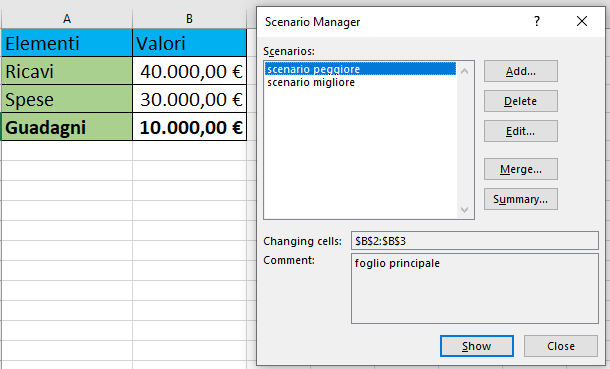 A B
Elementi Valori
Ricavi 40.000,00 €
Spese 30.000,00 €
Guadagni 10.000,00 €
Scenario Manager ? ×
Scenarios:
scenario peggiore
scenario migliore
Add...
Delete
Edit...
Merge...
Summary...
Changing cells: $B$2:$B$3
Comment: foglio principale
Show Close